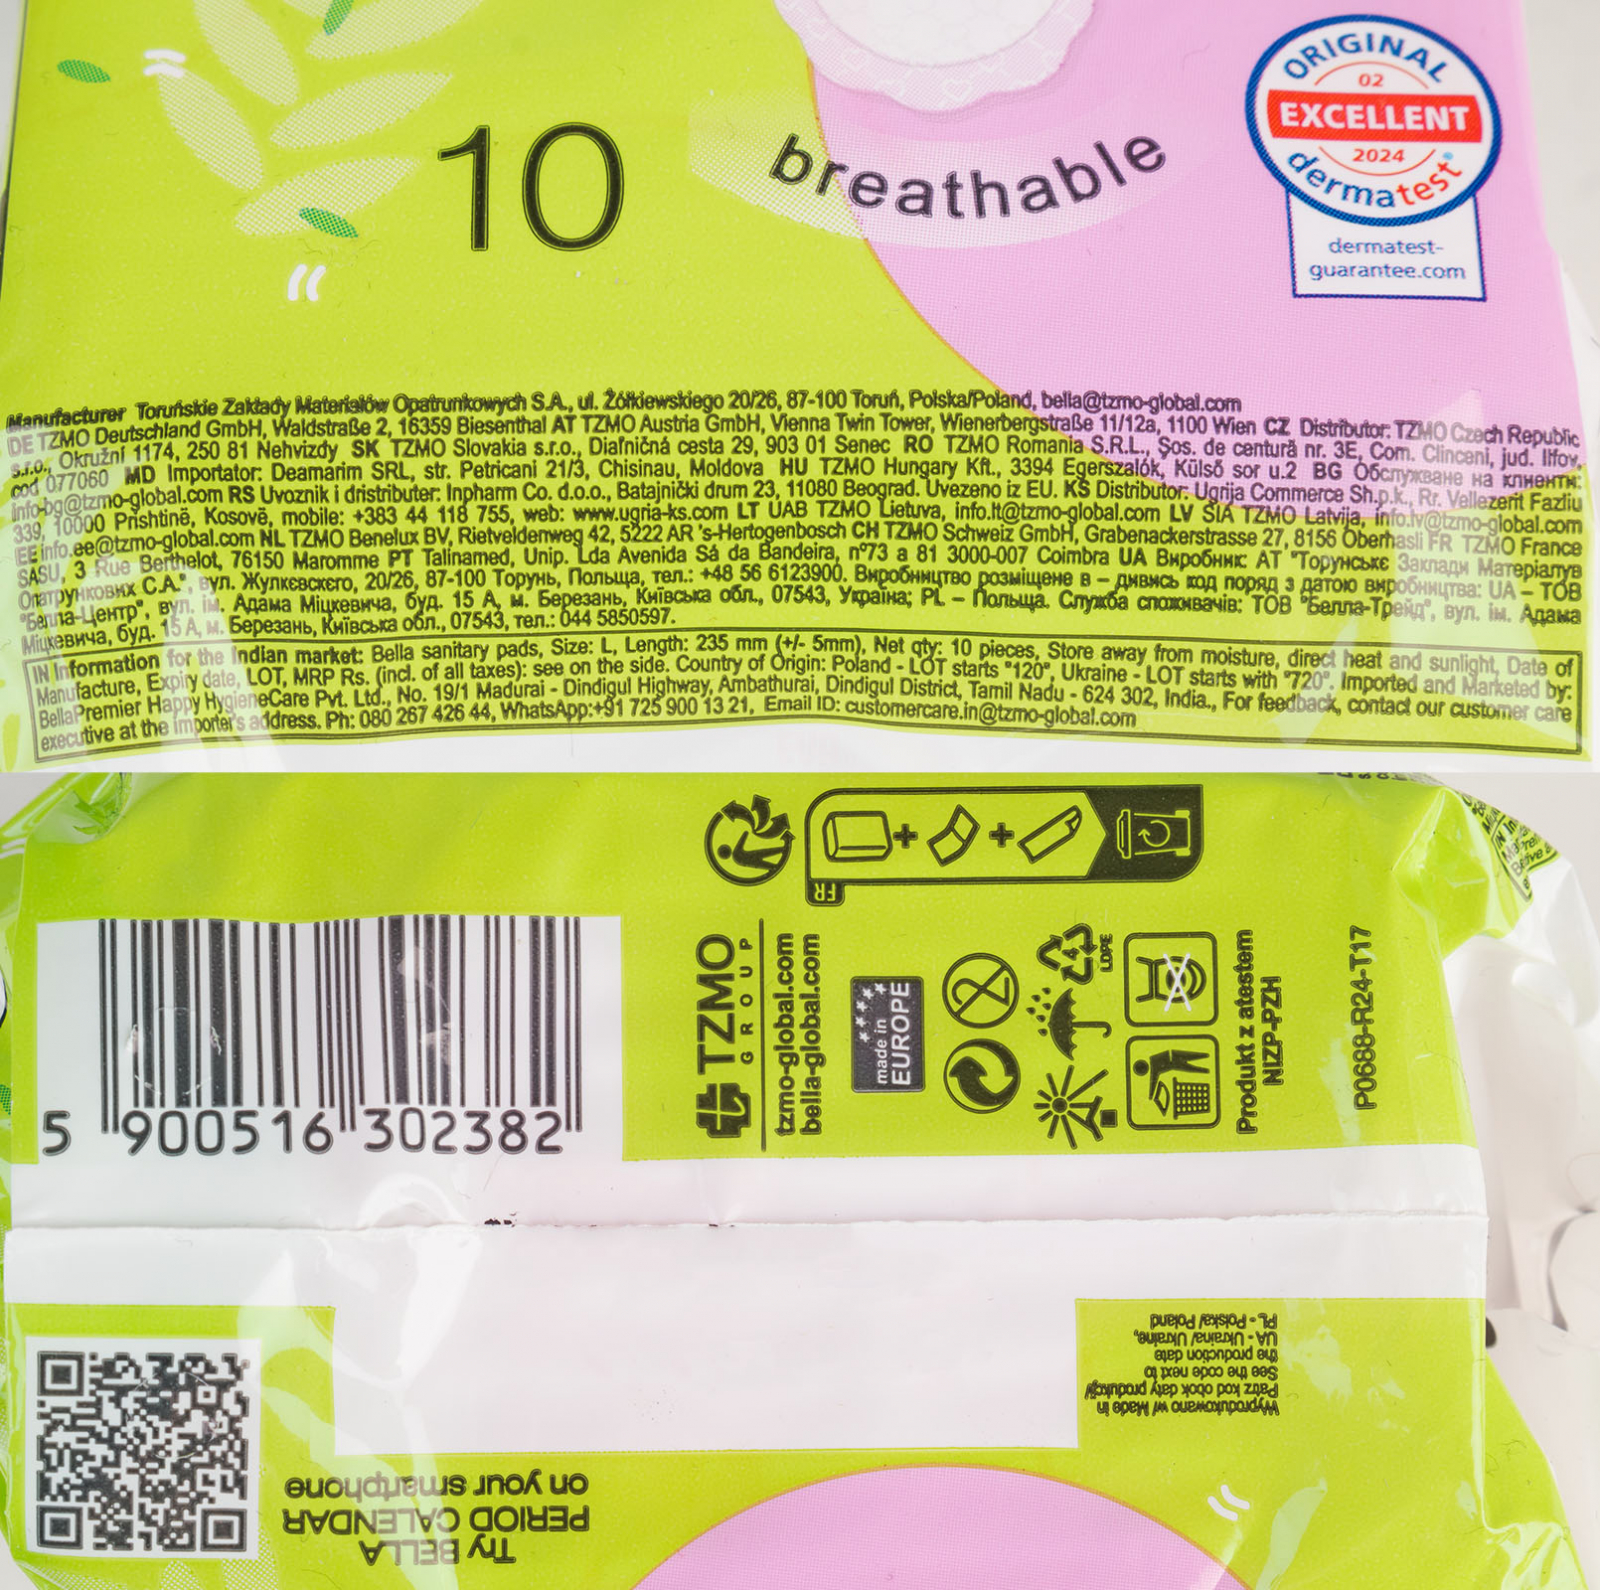 10
breathable
ORIGINAL
02
EXCELLENT
2024
dermatest
dermatest-
guarantee.com
Manufacturer Toruńskie Zakłady Materiałów Opatrunkowych S.A., ul. Żółkiewskiego 20/26, 87-100 Toruń, Polska/Poland, bella@tzmo-global.com
DE TZMO Deutschland GmbH, Waldstraße 2, 16359 Biesenthal AT TZMO Austria GmbH, Vienna Twin Tower, Wienerbergstraße 11/12a, 1100 Wien CZ Distributor: TZMO Czech Republic
s.r.o., Okružní 1174, 250 81 Nehvizdy SK TZMO Slovakia s.r.o., Diaľničná cesta 29, 903 01 Senec RO TZMO Romania S.R.L., Șos. de centură nr. 3E, Com. Clinceni, jud. Ilfov,
cod 077060 MD Importator: Deamarim SRL, str. Petricani 21/3, Chisinau, Moldova HU TZMO Hungary Kft., 3394 Egerszalók, Külső sor u.2 BG Обслужване на клиенти:
info-bg@tzmo-global.com RS Uvoznik i dristributer: Inpharm Co. d.o.o., Batajnički drum 23, 11080 Beograd. Uvezeno iz EU. KS Distributor: Ugrija Commerce Sh.p.k., Rr. Vellezerit Fazliu
339, 10000 Prishtinë, Kosovë, mobile: +383 44 118 755, web: www.ugria-ks.com LT UAB TZMO Lietuva, info.lt@tzmo-global.com LV SIA TZMO Latvija, info.lv@tzmo-global.com
EE info.ee@tzmo-global.com NL TZMO Benelux BV, Rietveldenweg 42, 5222 AR 's-Hertogenbosch CH TZMO Schweiz GmbH, Grabenackerstrasse 27, 8156 Oberhasli FR TZMO France
SASU, 3 Rue Berthelot, 76150 Maromme PT Talinamed, Unip. Lda Avenida Sá da Bandeira, nº73 a 81 3000-007 Coimbra UA Виробник: АТ "Торунське Заклади Матеріалув
Опатрункових С.А.", вул. Жулкєвскєго, 20/26, 87-100 Торунь, Польща, тел.: +48 56 6123900. Виробництво розміщене в – дивись код поряд з датою виробництва: UA – ТОВ
"Белла-Центр", вул. ім. Адама Міцкевича, буд. 15 А, м. Березань, Київська обл., 07543, Україна; PL – Польща. Служба споживачів: ТОВ "Белла-Трейд", вул. ім. Адама
Міцкевича, буд. 15 А, м. Березань, Київська обл., 07543, тел.: 044 5850597.
IN Information for the Indian market: Bella sanitary pads, Size: L, Length: 235 mm (+/- 5mm), Net qty: 10 pieces, Store away from moisture, direct heat and sunlight, Date of
Manufacture, Expiry date, LOT, MRP Rs. (incl. of all taxes): see on the side. Country of Origin: Poland - LOT starts "120", Ukraine - LOT starts with "720". Imported and Marketed by:
BellaPremier Happy HygieneCare Pvt. Ltd., No. 19/1 Madurai - Dindigul Highway, Ambathurai, Dindigul District, Tamil Nadu - 624 302, India., For feedback, contact our customer care
executive at the Importer's address. Ph: 080 267 426 44, WhatsApp:+91 725 900 13 21, Email ID: customercare.in@tzmo-global.com
FR
5 900516 302382
TZMO
GROUP
tzmo-global.com
bella-global.com
made in
EUROPE
LDPE
Produkt z atestem
NIZP-PZH
P0688-R24-T17
Wyprodukowano w/ Made in
Patrz kod obok daty produkcji/
See the code next to
the production date
UA - Ukraina/ Ukraine,
PL - Polska/ Poland
Try BELLA
PERIOD CALENDAR
on your smartphone